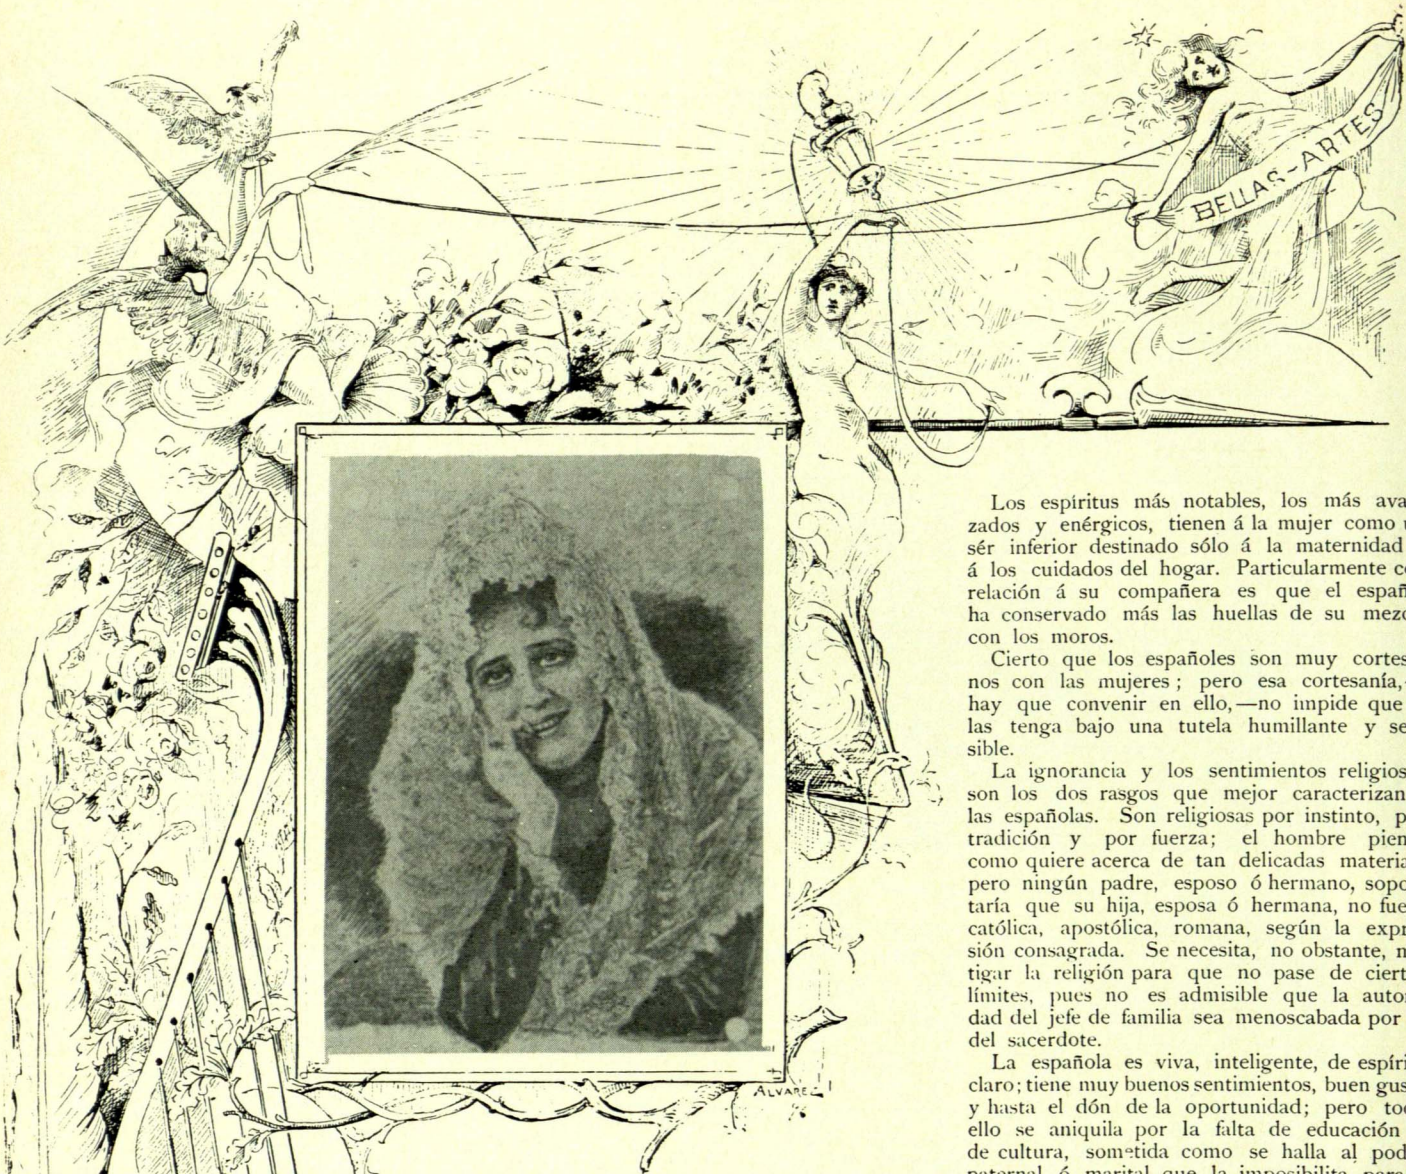 BELLAS-ARTES
Los espíritus más notables, los más ava
zados y enérgicos, tienen á la mujer como
sér inferior destinado sólo á la maternidad
á los cuidados del hogar. Particularmente c
relación á su compañera es que el españ
ha conservado más las huellas de su mezc
con los moros.
Cierto que los españoles son muy cortes
nos con las mujeres; pero esa cortesanía,—
hay que convenir en ello,—no impide que
las tenga bajo una tutela humillante y se
sible.
La ignorancia y los sentimientos religios
son los dos rasgos que mejor caracterizan
las españolas. Son religiosas por instinto, p
tradición y por fuerza; el hombre pien
como quiere acerca de tan delicadas materia
pero ningún padre, esposo ó hermano, sopo
taría que su hija, esposa ó hermana, no fue
católica, apostólica, romana, según la expr
sión consagrada. Se necesita, no obstante, m
tigar la religión para que no pase de ciert
límites, pues no es admisible que la autor
dad del jefe de familia sea menoscabada por
del sacerdote.
La española es viva, inteligente, de espíri
claro; tiene muy buenos sentimientos, buen gus
y hasta el dón de la oportunidad; pero tod
ello se aniquila por la falta de educación
de cultura, sometida como se halla al pod
paternal ó marital que la imposibilita para
ALVAREZ